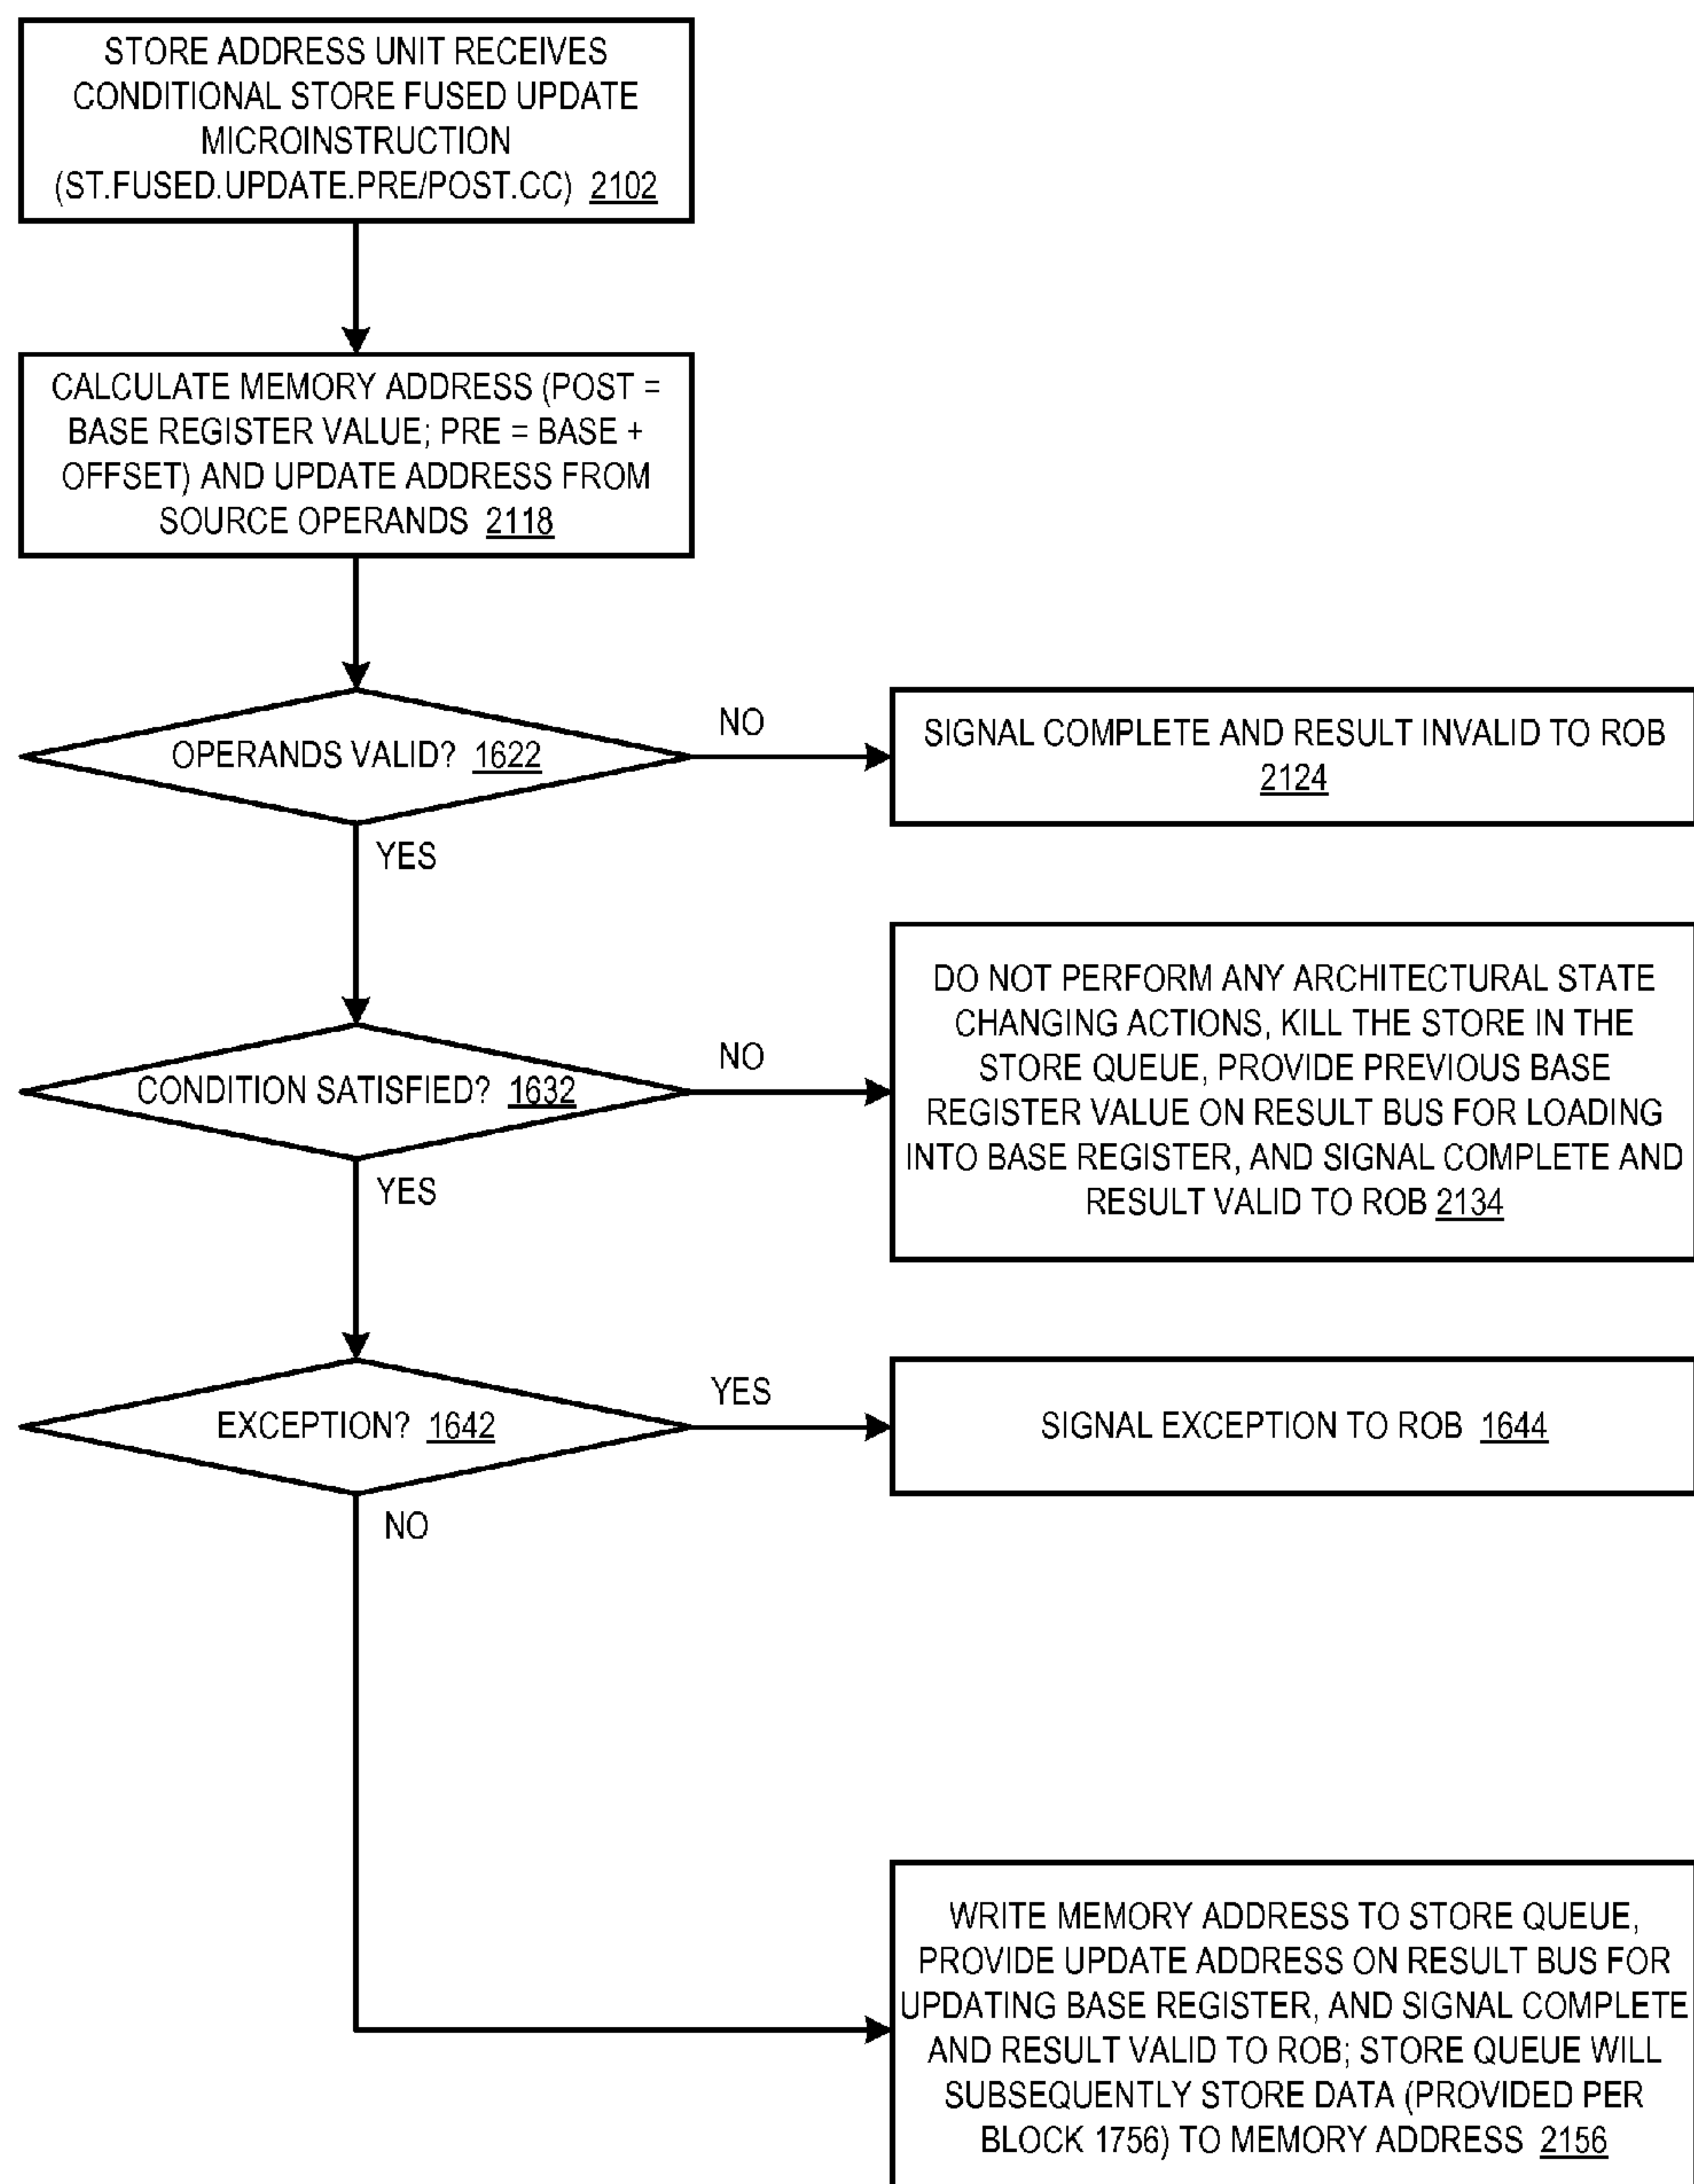 STORE ADDRESS UNIT RECEIVES
CONDITIONAL STORE FUSED UPDATE
MICROINSTRUCTION
(ST.FUSED.UPDATE.PRE/POST.CC) 2102
CALCULATE MEMORY ADDRESS (POST =
BASE REGISTER VALUE; PRE = BASE +
OFFSET) AND UPDATE ADDRESS FROM
SOURCE OPERANDS 2118
OPERANDS VALID? 1622
NO
SIGNAL COMPLETE AND RESULT INVALID TO ROB
2124
YES
CONDITION SATISFIED? 1632
NO
DO NOT PERFORM ANY ARCHITECTURAL STATE
CHANGING ACTIONS, KILL THE STORE IN THE
STORE QUEUE, PROVIDE PREVIOUS BASE
REGISTER VALUE ON RESULT BUS FOR LOADING
INTO BASE REGISTER, AND SIGNAL COMPLETE AND
RESULT VALID TO ROB 2134
YES
EXCEPTION? 1642
YES
SIGNAL EXCEPTION TO ROB 1644
NO
WRITE MEMORY ADDRESS TO STORE QUEUE,
PROVIDE UPDATE ADDRESS ON RESULT BUS FOR
UPDATING BASE REGISTER, AND SIGNAL COMPLETE
AND RESULT VALID TO ROB; STORE QUEUE WILL
SUBSEQUENTLY STORE DATA (PROVIDED PER
BLOCK 1756) TO MEMORY ADDRESS 2156